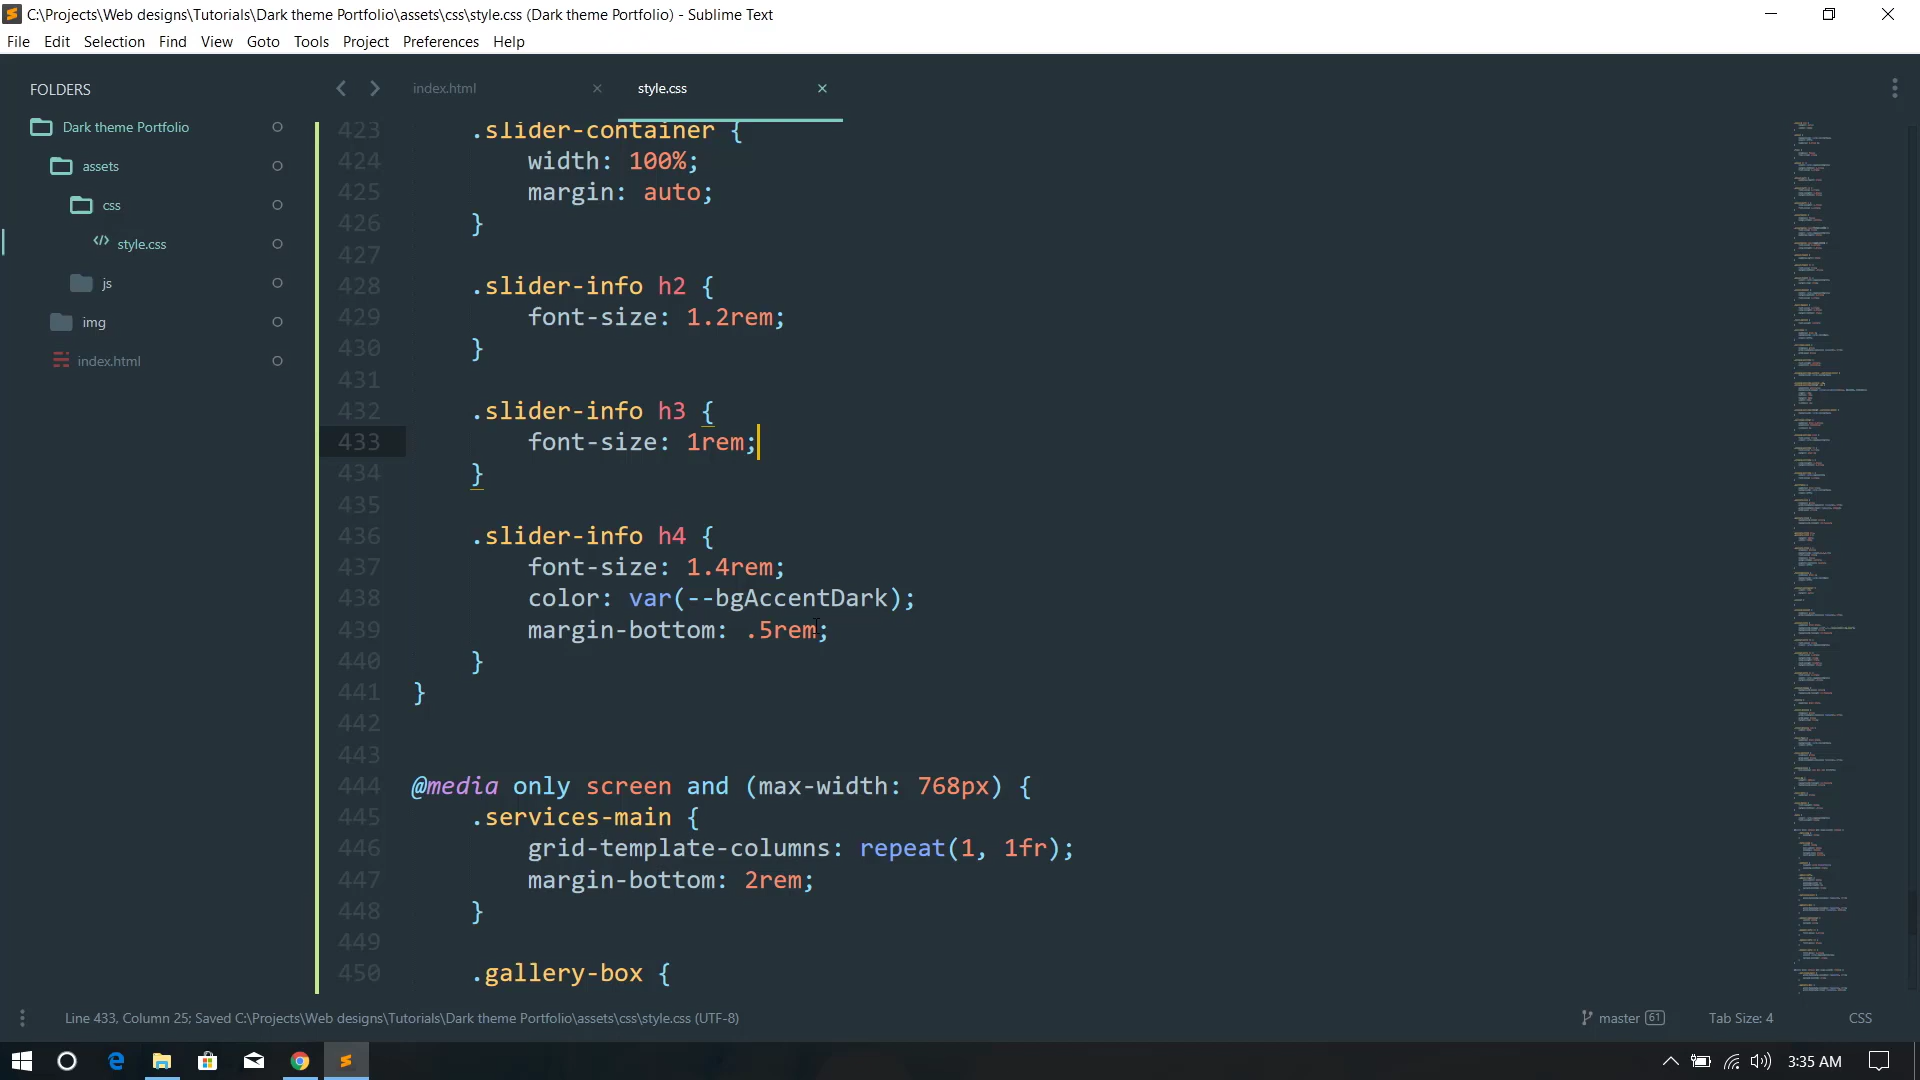 C:\Projects\Web designs\Tutorials\Dark theme Portfolio\assets\css\style.css (Dark theme Portfolio) - Sublime Text
File Edit Selection Find View Goto Tools Project Preferences Help
FOLDERS
Dark theme Portfolio
assets
css
style.css
js
img
index.html
index.html
style.css
423 .slider-container {
424 width: 100%;
425 margin: auto;
426 }
427
428 .slider-info h2 {
429 font-size: 1.2rem;
430 }
431
432 .slider-info h3 {
433 font-size: 1rem;
434 }
435
436 .slider-info h4 {
437 font-size: 1.4rem;
438 color: var(--bgAccentDark);
439 margin-bottom: .5rem;
440 }
441 }
442
443
444 @media only screen and (max-width: 768px) {
445 .services-main {
446 grid-template-columns: repeat(1, 1fr);
447 margin-bottom: 2rem;
448 }
449
450 .gallery-box {
Line 433, Column 25; Saved C:\Projects\Web designs\Tutorials\Dark theme Portfolio\assets\css\style.css (UTF-8)
master 61
Tab Size: 4
CSS
3:35 AM